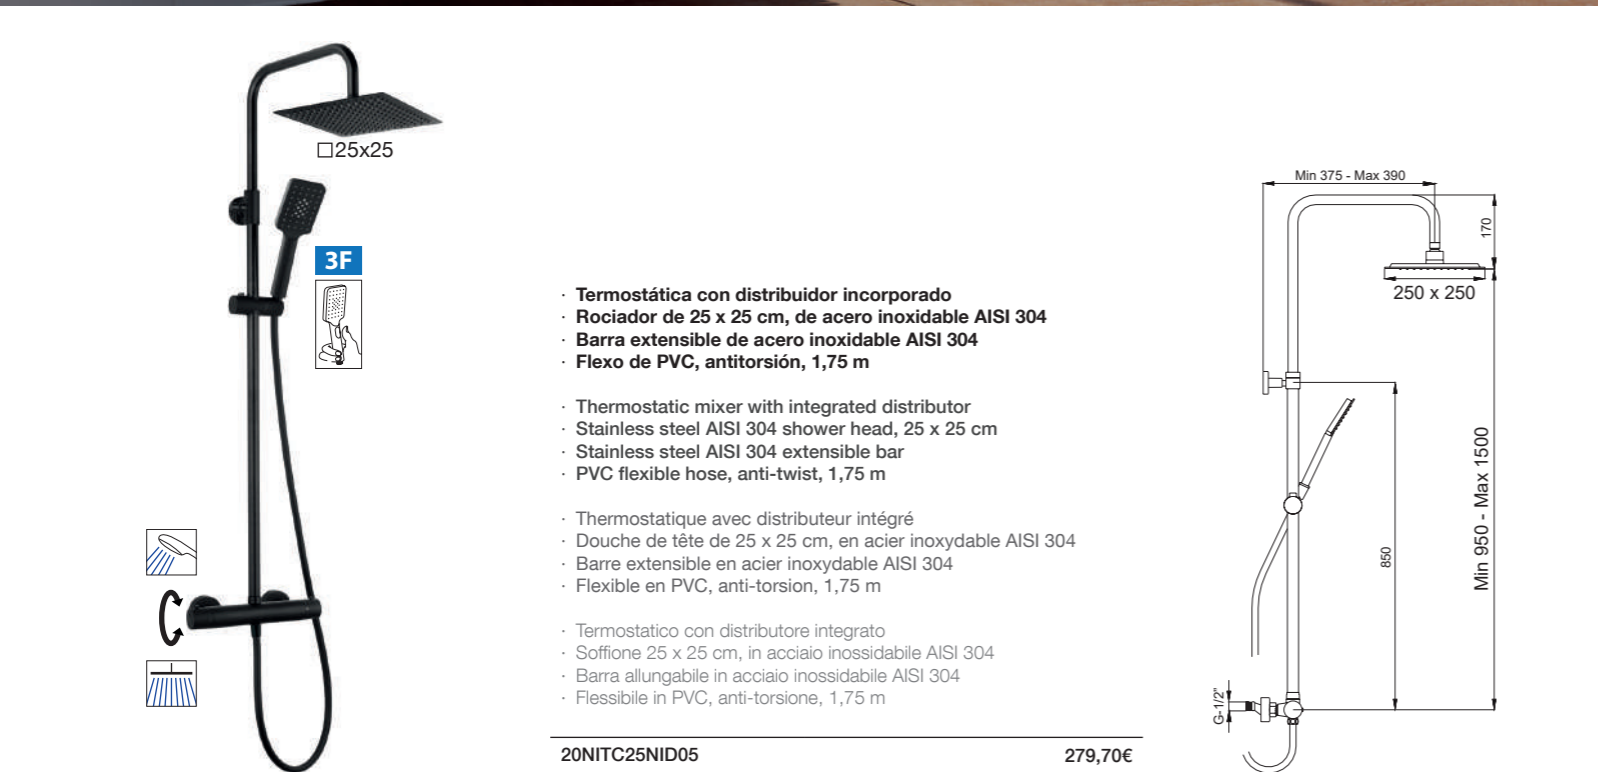 □25x25
3F
· Termostática con distribuidor incorporado
· Rociador de 25 x 25 cm, de acero inoxidable AISI 304
· Barra extensible de acero inoxidable AISI 304
· Flexo de PVC, antitorsión, 1,75 m
· Thermostatic mixer with integrated distributor
· Stainless steel AISI 304 shower head, 25 x 25 cm
· Stainless steel AISI 304 extensible bar
· PVC flexible hose, anti-twist, 1,75 m
· Thermostatique avec distributeur intégré
· Douche de tête de 25 x 25 cm, en acier inoxydable AISI 304
· Barre extensible en acier inoxydable AISI 304
· Flexible en PVC, anti-torsion, 1,75 m
· Termostatico con distributore integrato
· Soffione 25 x 25 cm, in acciaio inossidabile AISI 304
· Barra allungabile in acciaio inossidabile AISI 304
· Flessibile in PVC, anti-torsione, 1,75 m
20NITC25NID05 279,70€
Min 375 - Max 390
170
250 x 250
Min 950 - Max 1500
850
G-1/2"